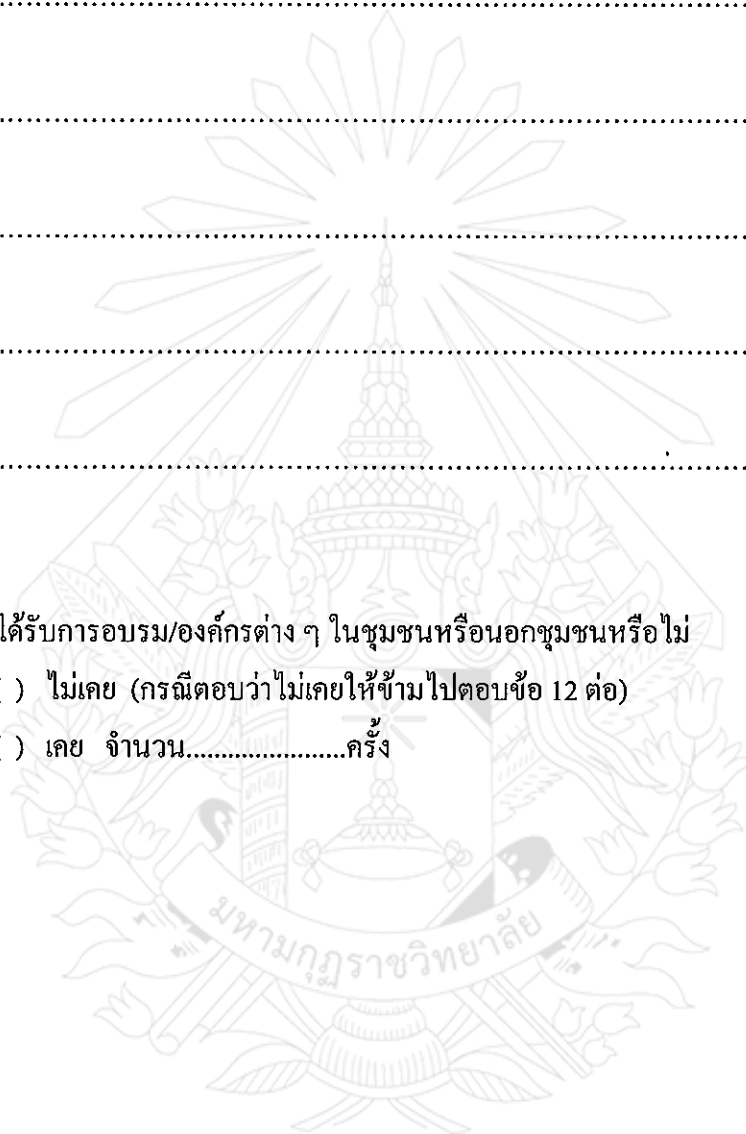 ........................................................................
........................................................................
........................................................................
........................................................................
........................................................................
ได้รับการอบรม/องค์กรต่าง ๆ ในชุมชนหรือนอกชุมชนหรือไม่
) ไม่เคย (กรณีตอบว่าไม่เคยให้ข้ามไปตอบข้อ 12 ต่อ)
) เคย จำนวน.......................ครั้ง
มหามกุฏราชวิทยาลัย